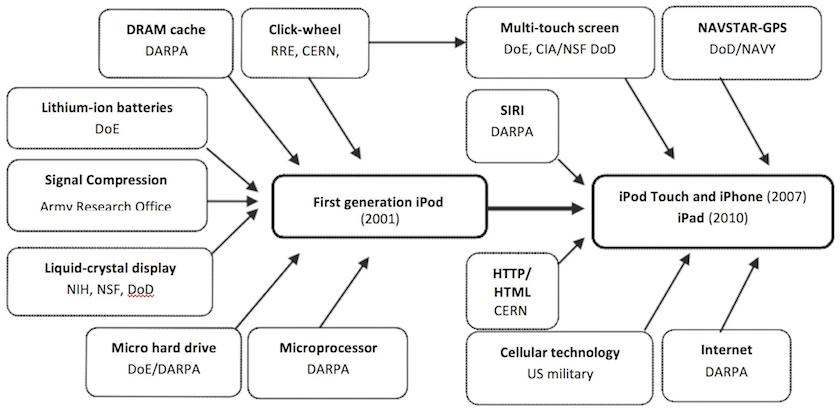 DRAM cache
DARPA
Click-wheel
RRE, CERN,
Multi-touch screen
DoE, CIA/NSF DoD
NAVSTAR-GPS
DoD/NAVY
Lithium-ion batteries
DoE
SIRI
DARPA
Signal Compression
Army Research Office
First generation iPod
(2001)
iPod Touch and iPhone (2007)
iPad (2010)
Liquid-crystal display
NIH, NSF, DoD
HTTP/
HTML
CERN
Micro hard drive
DoE/DARPA
Microprocessor
DARPA
Cellular technology
US military
Internet
DARPA